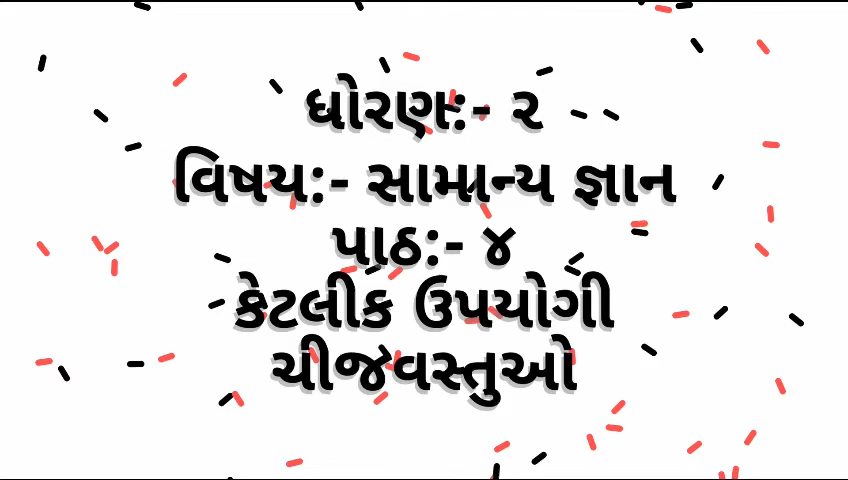 ધોરણ:- ૨
વિષય:- સામાન્ય જ્ઞાન
પાઠ:- ૪
કેટલીક ઉપયોગી
ચીજવસ્તુઓ